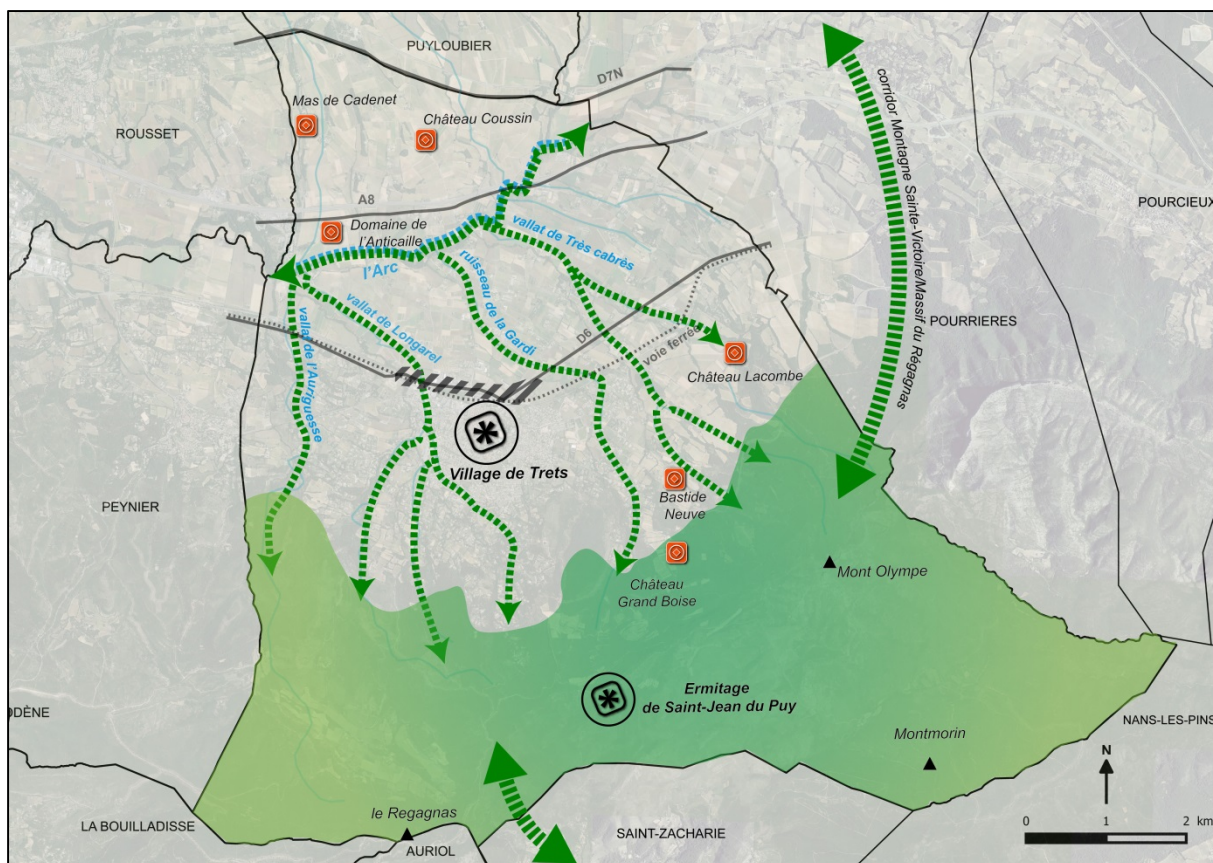 PUYLOUBIER
D7N
Mas de Cadenet
Château Coussin
ROUSSET
corridor Montagne Sainte-Victoire/Massif du Régagnas
POURCIEUX
A8
Domaine de
l'Anticaille
vallat de Très cabrès
l'Arc
ruisseau de la Gardi
vallat de Longarel
vallat de l'Auriguesse
D6
voie ferrée
POURRIERES
Château Lacombe
Village de Trets
PEYNIER
Bastide
Neuve
Mont Olympe
Château
Grand Boise
Ermitage
de Saint-Jean du Puy
ODÈNE
NANS-LES-PINS
Montmorin
N
le Regagnas
LA BOUILLADISSE
AURIOL
SAINT-ZACHARIE
0 1 2 km